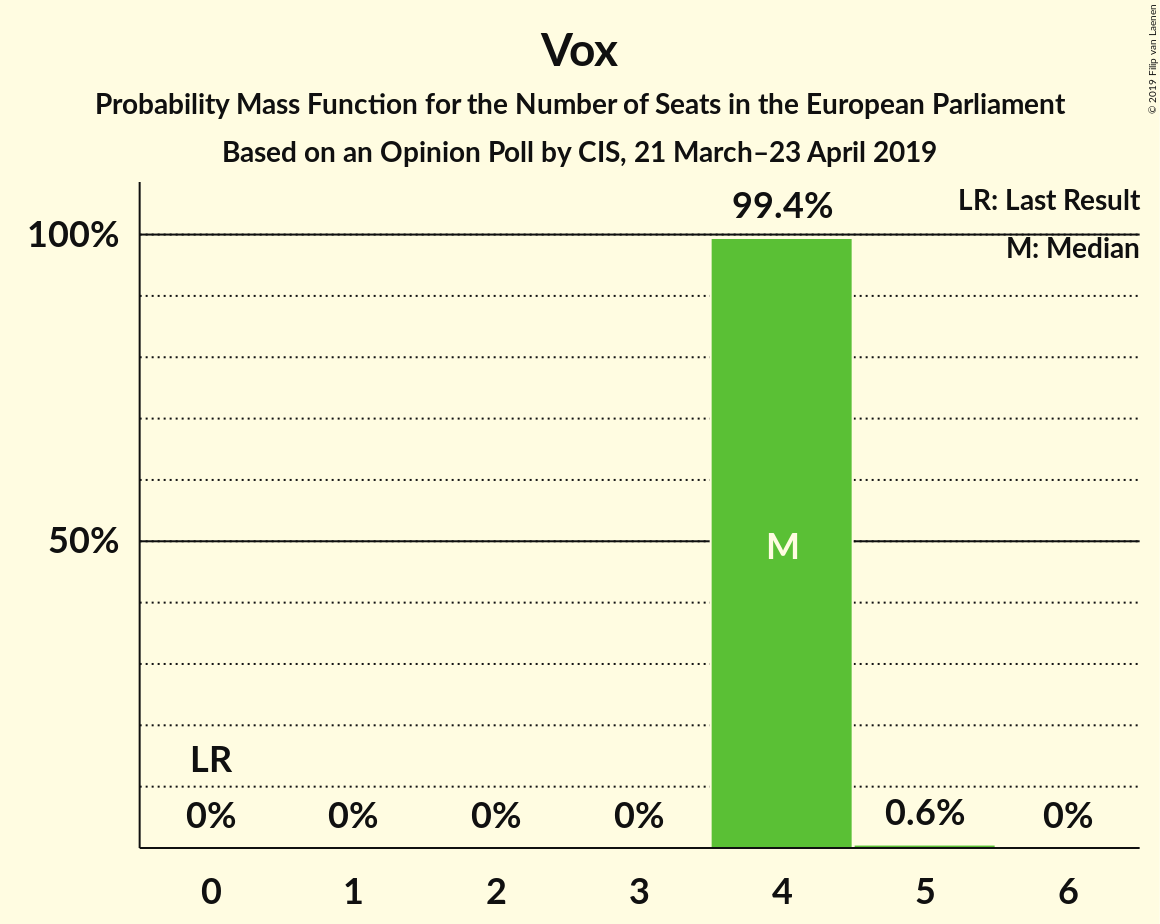 Vox
Probability Mass Function for the Number of Seats in the European Parliament
Based on an Opinion Poll by CIS, 21 March–23 April 2019
© 2019 Filip van Laenen
LR: Last Result
M: Median
99.4%
100%
50%
M
LR
0% 0% 0% 0% 0.6% 0%
0 1 2 3 4 5 6